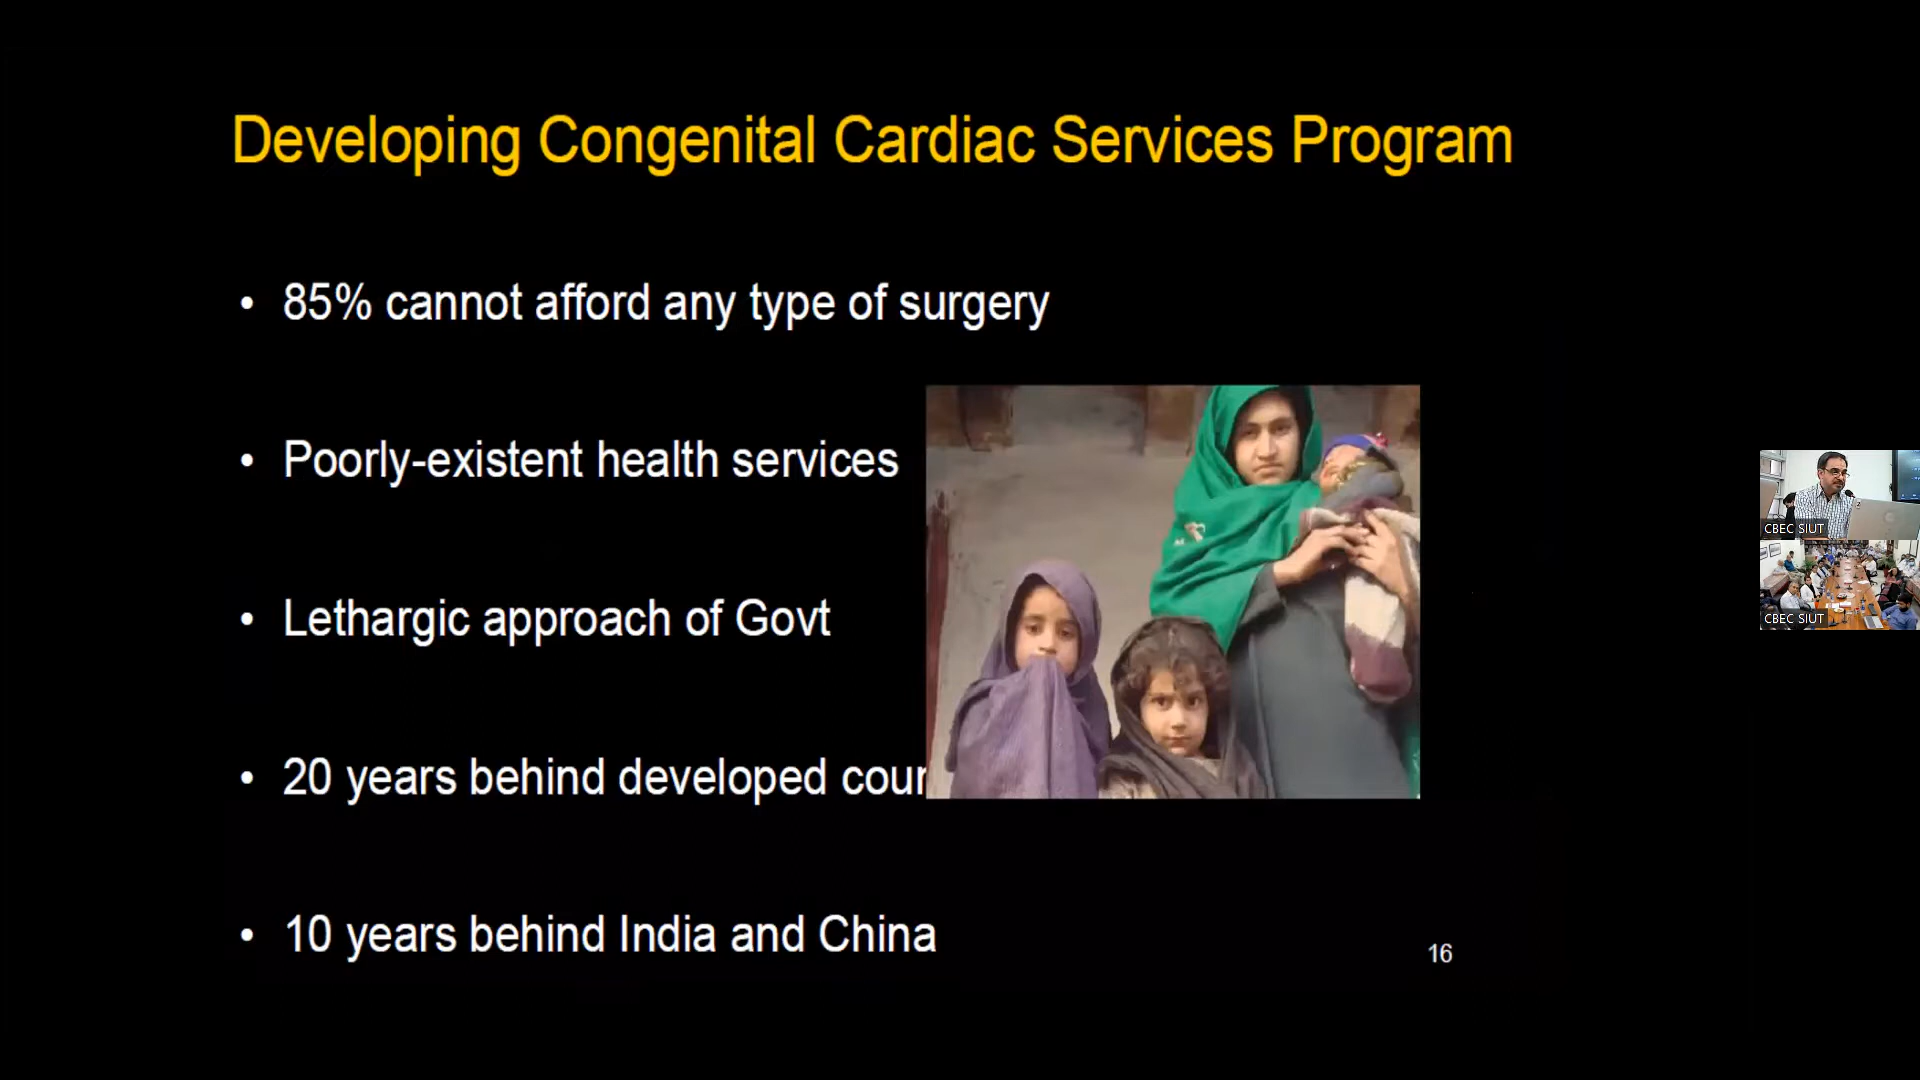 Developing Congenital Cardiac Services Program
• 85% cannot afford any type of surgery
• Poorly-existent health services
• Lethargic approach of Govt
• 20 years behind developed
• 10 years behind India and China
16
CBEC SIUT
CBEC SIUT